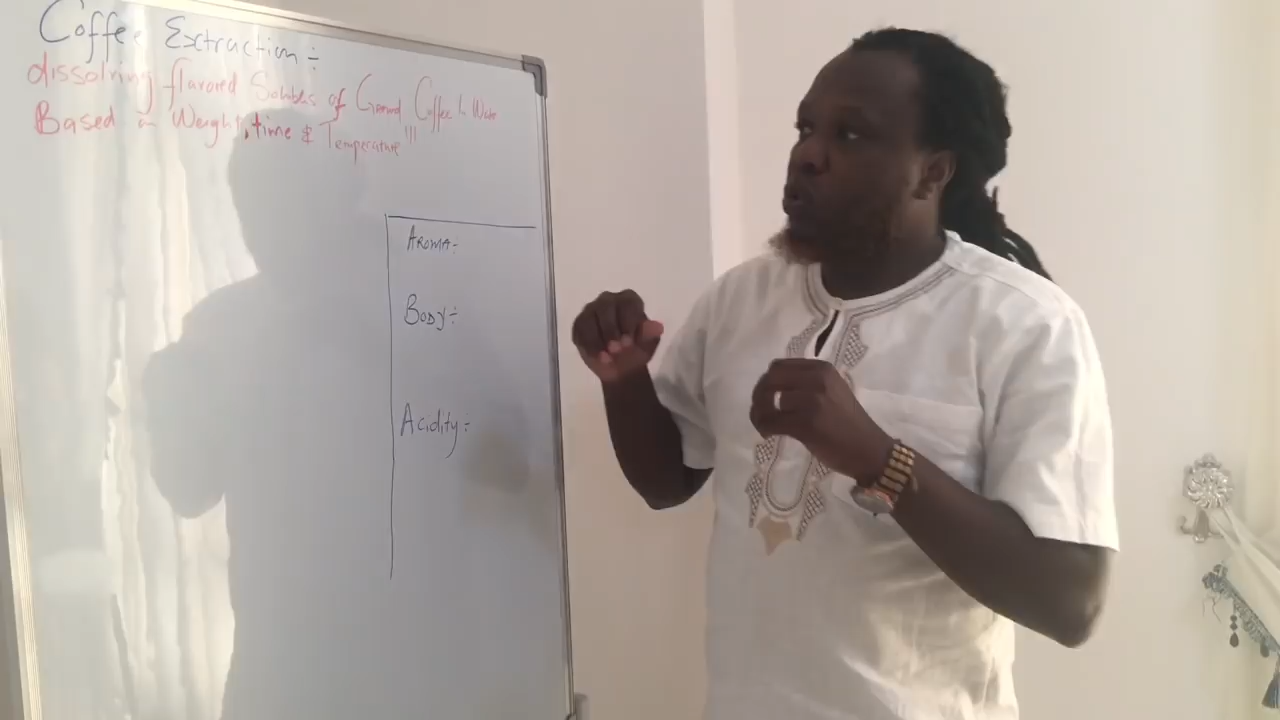 Coffee Extraction:-
dissolving flavored Solubles of Ground Coffee In Water
Based on Weight, time & Temperature!!!
AROMA:-
BODY:-
Acidity:-